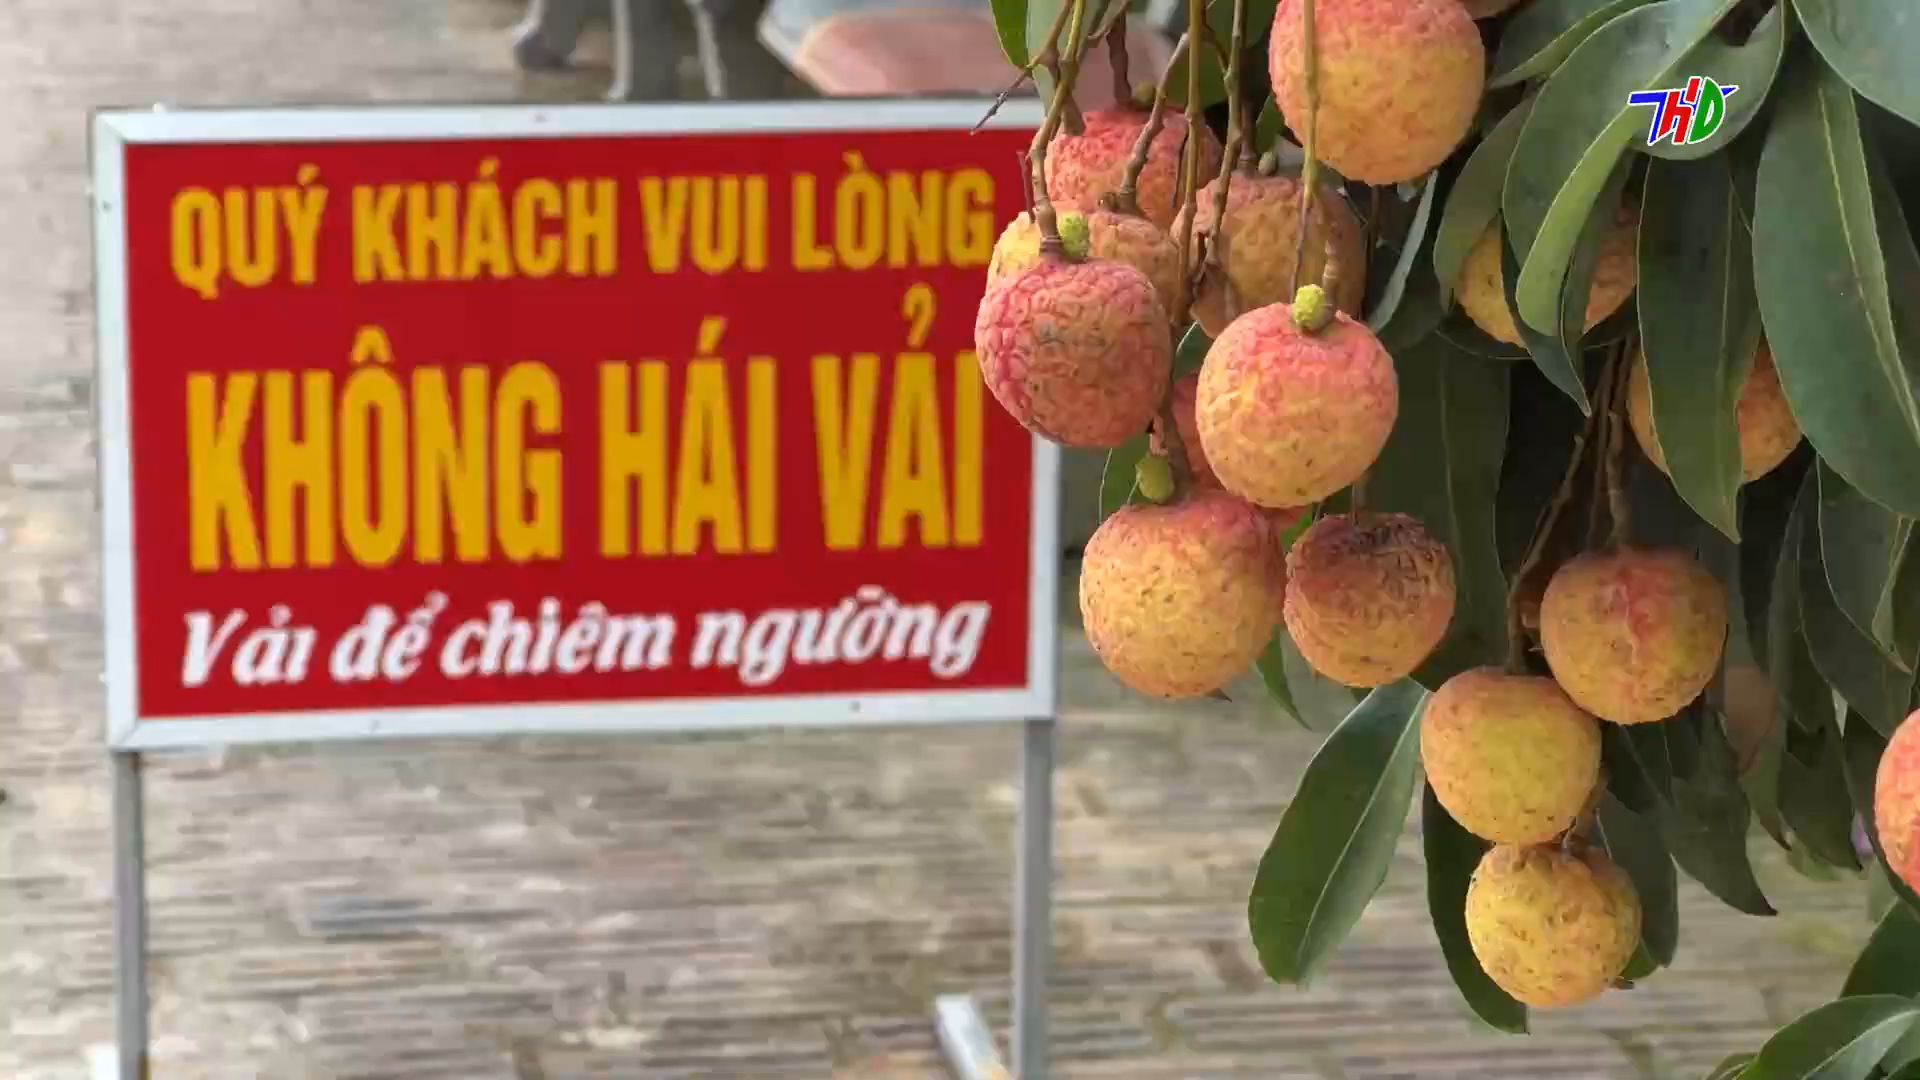 QUÝ KHÁCH VUI LÒNG
KHÔNG HÁI VẢI
Vải để chiêm ngưỡng
THD